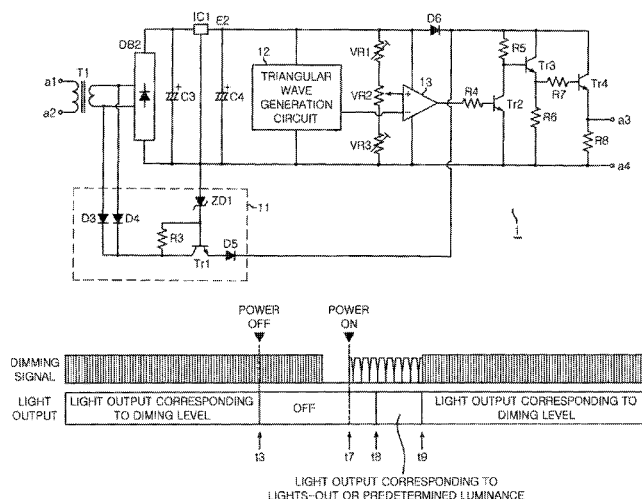 IC1 E2
D6
DB2
12
VR1
R5
Tr3
a1
T1
TRIANGULAR
WAVE
GENERATION
CIRCUIT
13
C3
C4
VR2
R4
R7
Tr4
a2
Tr2
R6
a3
VR3
R8
a4
ZD1
11
D3
D4
R3
D5
Tr1
1
POWER
OFF
POWER
ON
DIMMING
SIGNAL
LIGHT
OUTPUT
LIGHT OUTPUT CORRESPONDING
TO DIMING LEVEL
OFF
LIGHT OUTPUT CORRESPONDING TO
DIMING LEVEL
t3
t7
t8
t9
LIGHT OUTPUT CORRESPONDING TO
LIGHTS-OUT OR PREDETERMINED LUMINANCE